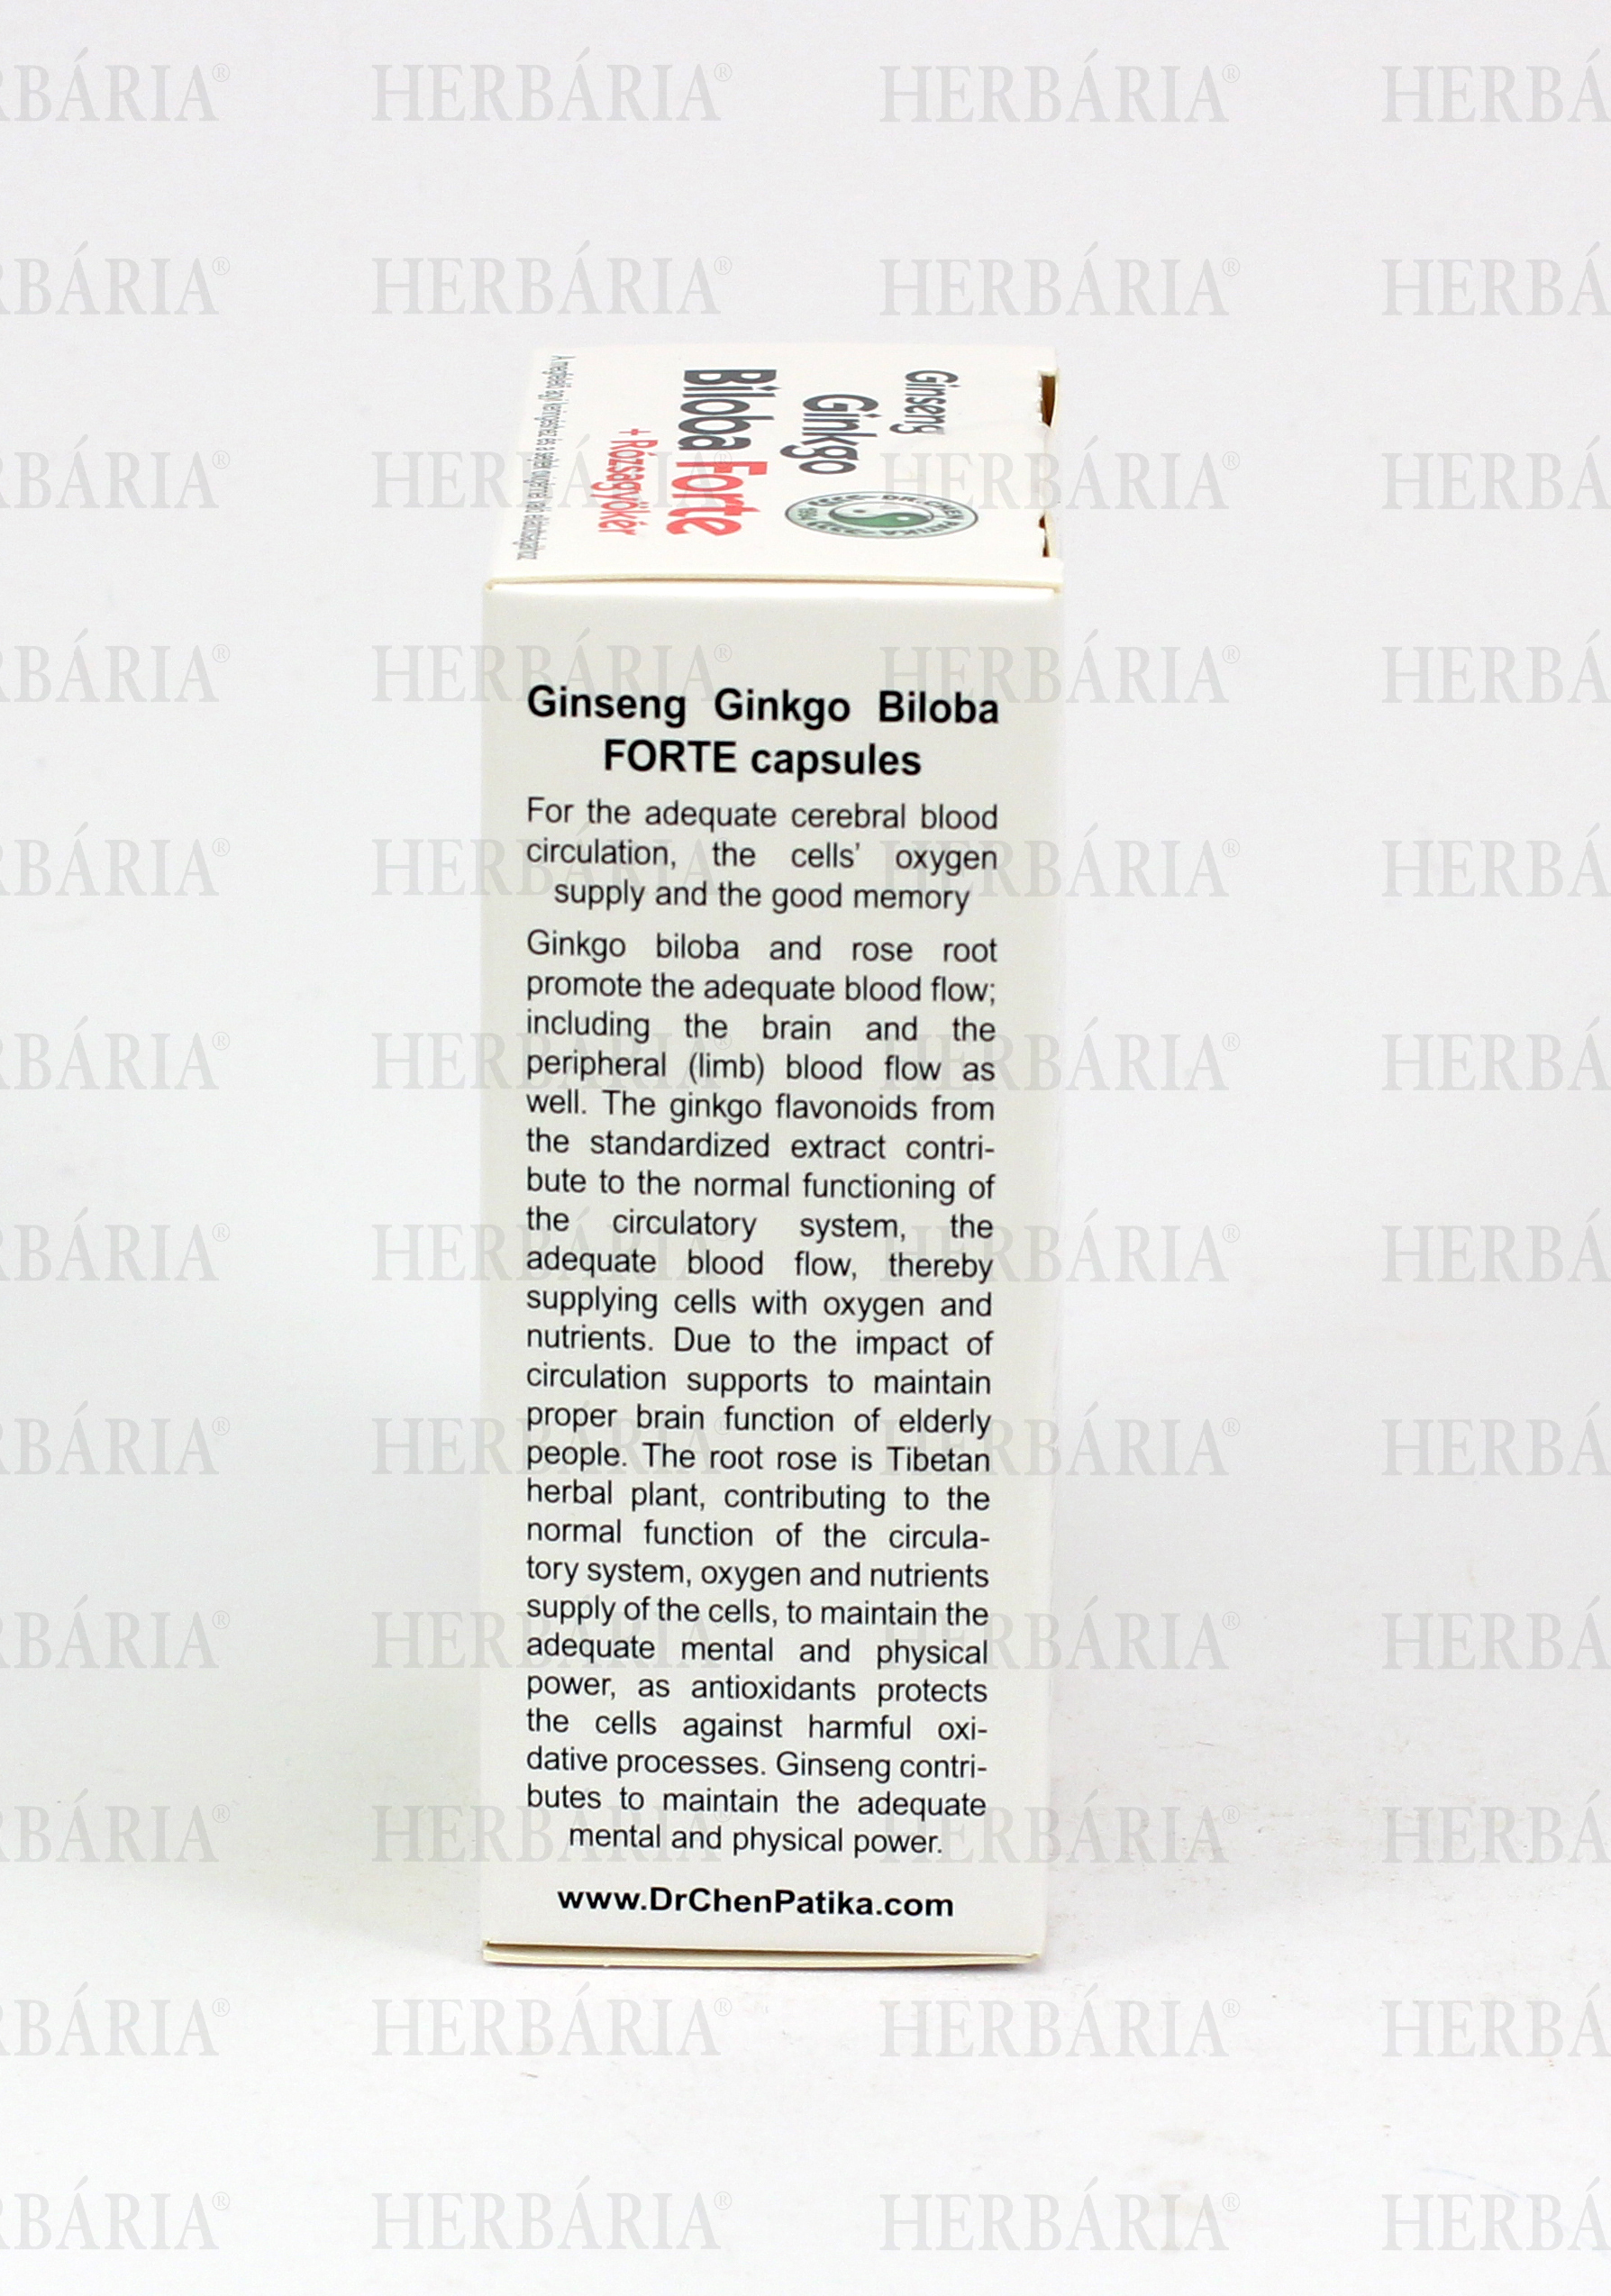 HERBÁRIA®
Ginseng
Ginkgo
Biloba Forte
+ Rózsagyökér
DR. CHEN PATIKA
Ginseng Ginkgo Biloba
FORTE capsules
For the adequate cerebral blood
circulation, the cells' oxygen
supply and the good memory
Ginkgo biloba and rose root
promote the adequate blood flow;
including the brain and the
peripheral (limb) blood flow as
well. The ginkgo flavonoids from
the standardized extract contri-
bute to the normal functioning of
the circulatory system, the
adequate blood flow, thereby
supplying cells with oxygen and
nutrients. Due to the impact of
circulation supports to maintain
proper brain function of elderly
people. The root rose is Tibetan
herbal plant, contributing to the
normal function of the circula-
tory system, oxygen and nutrients
supply of the cells, to maintain the
adequate mental and physical
power, as antioxidants protects
the cells against harmful oxi-
dative processes. Ginseng contri-
butes to maintain the adequate
mental and physical power.
www.DrChenPatika.com